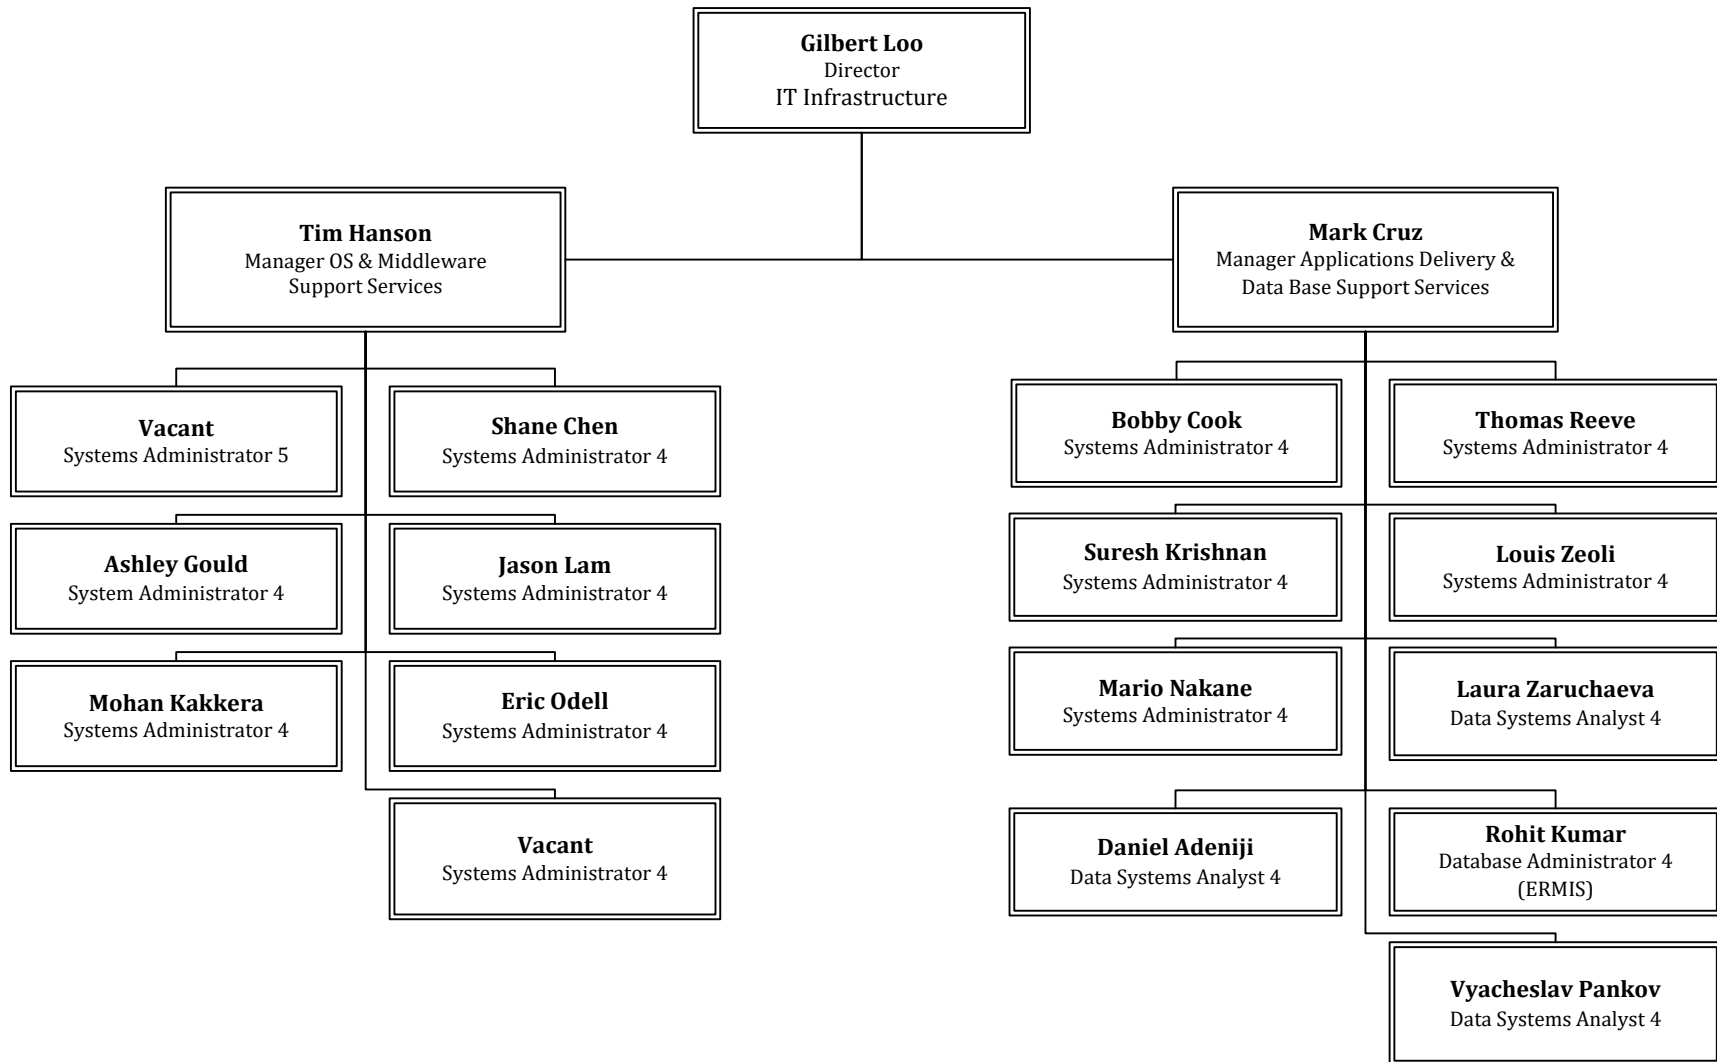 Gilbert Loo
Director
IT Infrastructure
Tim Hanson
Manager OS & Middleware
Support Services
Mark Cruz
Manager Applications Delivery &
Data Base Support Services
Vacant
Systems Administrator 5
Shane Chen
Systems Administrator 4
Bobby Cook
Systems Administrator 4
Thomas Reeve
Systems Administrator 4
Ashley Gould
System Administrator 4
Jason Lam
Systems Administrator 4
Suresh Krishnan
Systems Administrator 4
Louis Zeoli
Systems Administrator 4
Mohan Kakkera
Systems Administrator 4
Eric Odell
Systems Administrator 4
Mario Nakane
Systems Administrator 4
Laura Zaruchaeva
Data Systems Analyst 4
Vacant
Systems Administrator 4
Daniel Adeniji
Data Systems Analyst 4
Rohit Kumar
Database Administrator 4
(ERMIS)
Vyacheslav Pankov
Data Systems Analyst 4